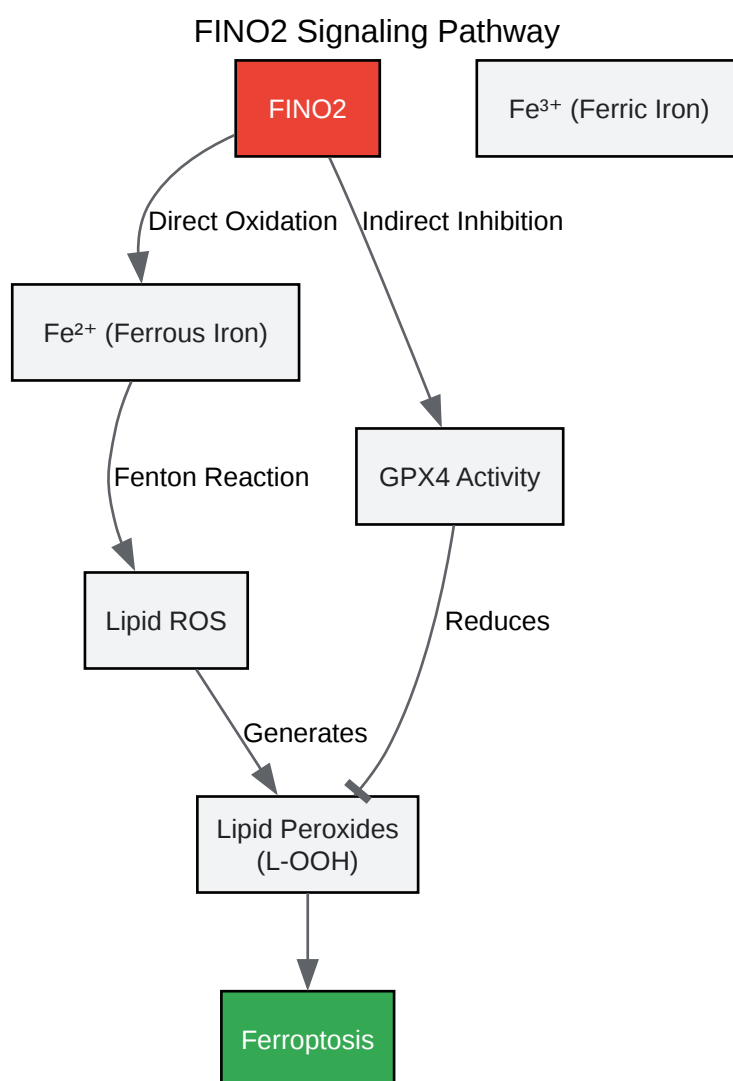 FINO2 Signaling Pathway
FINO2
Fe³⁺ (Ferric Iron)
Direct Oxidation
Indirect Inhibition
Fe²⁺ (Ferrous Iron)
Fenton Reaction
GPX4 Activity
Lipid ROS
Reduces
Generates
Lipid Peroxides
(L-OOH)
Ferroptosis